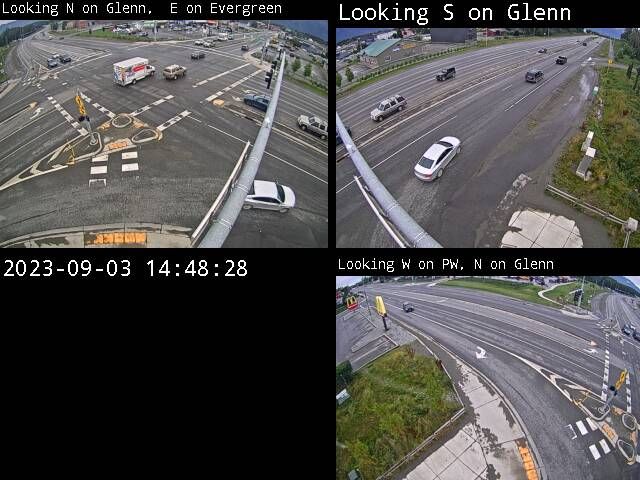 Looking N on Glenn,  E on Evergreen
Looking S on Glenn
2023-09-03 14:48:28
Looking W on PW, N on Glenn